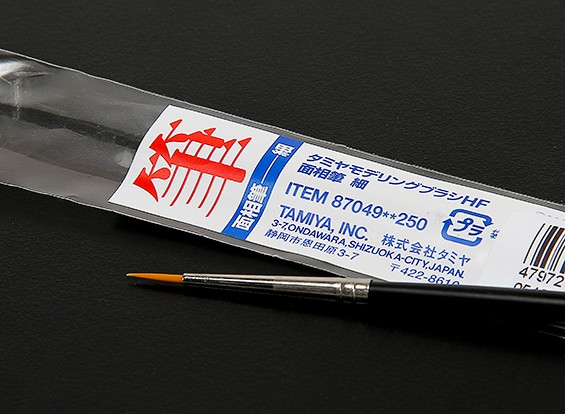 筆
面相筆 細
タミヤモデリングブラシHF
面相筆 細
ITEM 87049**250
TAMIYA, INC. 株式会社タミヤ
3-7,ONDAWARA,SHIZUOKA-CITY,JAPAN.
静岡市恩田原3-7 〒422-8610
プラ
47972